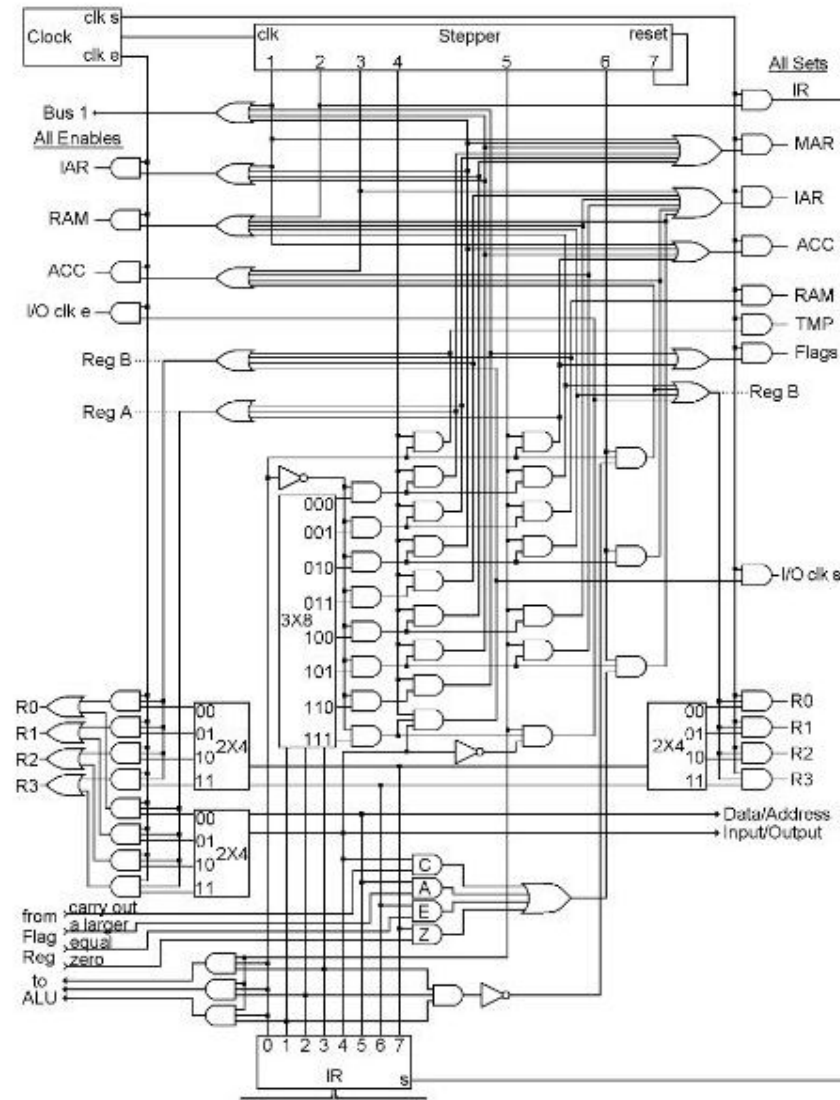 clk s
Clock
clk e
clk Stepper reset
1 2 3 4 5 6 7
All Sets
IR
Bus 1
All Enables
MAR
IAR
IAR
RAM
ACC
ACC
RAM
I/O clk e
TMP
Flags
Reg B
Reg B
Reg A
000
001
010
011
3X8
100
101
110
111
I/O clk s
R0
R1
R2
R3
00
01
10
11
2X4
00
01
10
11
2X4
00
01
10
11
2X4
R0
R1
R2
R3
Data/Address
Input/Output
C
A
E
Z
from
Flag
Reg
carry out
a larger
equal
zero
to
ALU
0 1 2 3 4 5 6 7
IR s